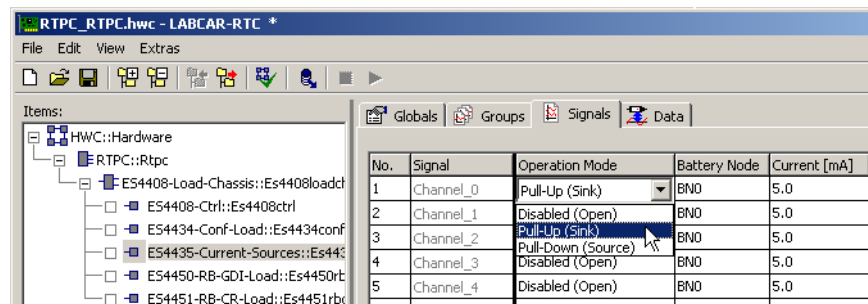 RTPC_RTPC.hwc - LABCAR-RTC *
File Edit View Extras
Items:
Globals Groups Signals Data
HWC::Hardware
RTPC::Rtpc
ES4408-Load-Chassis::Es4408loadch
ES4408-Ctrl::Es4408ctrl
ES4434-Conf-Load::Es4434conf
ES4435-Current-Sources::Es443
ES4450-RB-GDI-Load::Es4450rb
ES4451-RB-CR-Load::Es4451rbc
No. Signal Operation Mode Battery Node Current [mA]
1 Channel_0 Pull-Up (Sink) BN0 5.0
2 Channel_1 Disabled (Open) BN0 5.0
Pull-Up (Sink)
3 Channel_2 BN0 5.0
Pull-Down (Source)
4 Channel_3 Disabled (Open) BN0 5.0
5 Channel_4 Disabled (Open) BN0 5.0